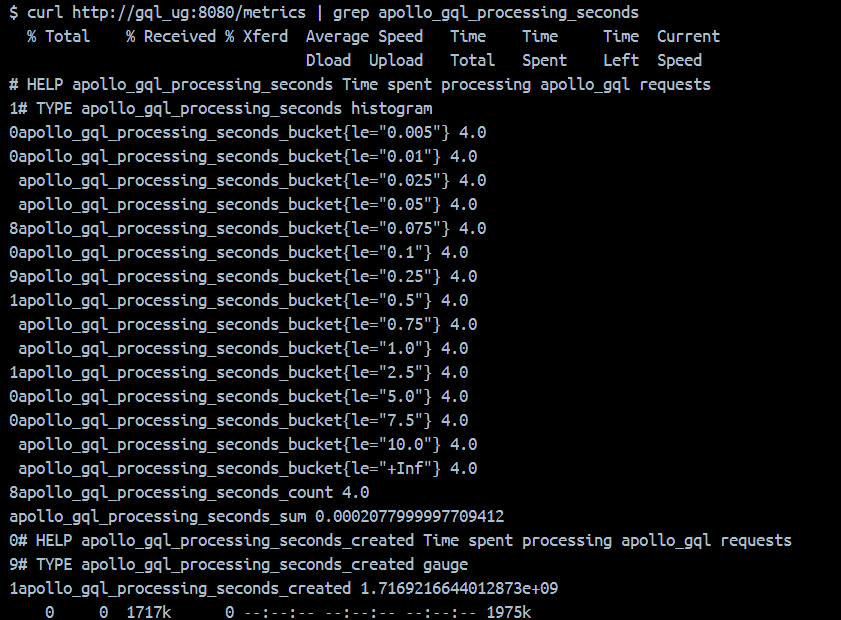 $ curl http://gql_ug:8080/metrics | grep apollo_gql_processing_seconds
  % Total    % Received % Xferd  Average Speed   Time    Time     Time  Current
                                 Dload  Upload   Total   Spent    Left  Speed
# HELP apollo_gql_processing_seconds Time spent processing apollo_gql requests
1# TYPE apollo_gql_processing_seconds histogram
0apollo_gql_processing_seconds_bucket{le="0.005"} 4.0
0apollo_gql_processing_seconds_bucket{le="0.01"} 4.0
 apollo_gql_processing_seconds_bucket{le="0.025"} 4.0
 apollo_gql_processing_seconds_bucket{le="0.05"} 4.0
8apollo_gql_processing_seconds_bucket{le="0.075"} 4.0
0apollo_gql_processing_seconds_bucket{le="0.1"} 4.0
9apollo_gql_processing_seconds_bucket{le="0.25"} 4.0
1apollo_gql_processing_seconds_bucket{le="0.5"} 4.0
 apollo_gql_processing_seconds_bucket{le="0.75"} 4.0
 apollo_gql_processing_seconds_bucket{le="1.0"} 4.0
1apollo_gql_processing_seconds_bucket{le="2.5"} 4.0
0apollo_gql_processing_seconds_bucket{le="5.0"} 4.0
0apollo_gql_processing_seconds_bucket{le="7.5"} 4.0
 apollo_gql_processing_seconds_bucket{le="10.0"} 4.0
 apollo_gql_processing_seconds_bucket{le="+Inf"} 4.0
8apollo_gql_processing_seconds_count 4.0
apollo_gql_processing_seconds_sum 0.0002077999997709412
0# HELP apollo_gql_processing_seconds_created Time spent processing apollo_gql requests
9# TYPE apollo_gql_processing_seconds_created gauge
1apollo_gql_processing_seconds_created 1.7169216644012873e+09
    0     0  1717k      0 --:--:-- --:--:-- --:--:-- 1975k